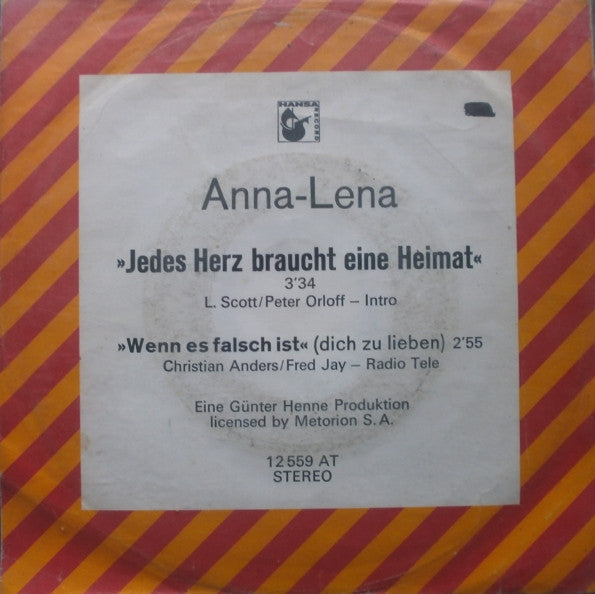 HANSA
RECORD
Anna-Lena
»Jedes Herz braucht eine Heimat«
3'34
L. Scott/Peter Orloff – Intro
»Wenn es falsch ist« (dich zu lieben) 2'55
Christian Anders/Fred Jay – Radio Tele
Eine Günter Henne Produktion
licensed by Metorion S.A.
12 559 AT
STEREO